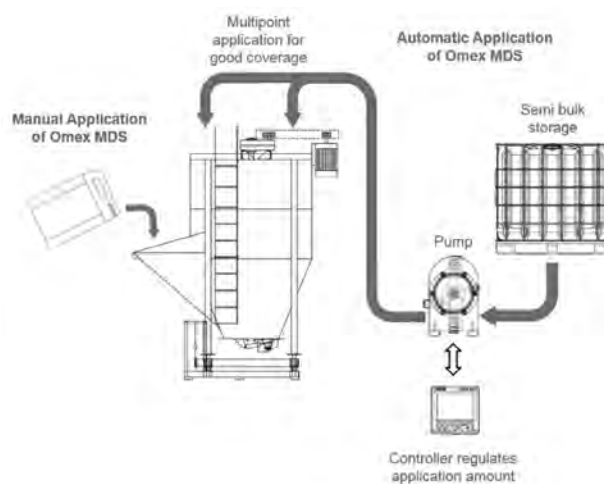 Multipoint
application for
good coverage
Automatic Application
of Omex MDS
Manual Application
of Omex MDS
Semi bulk
storage
Pump
Controller regulates
application amount